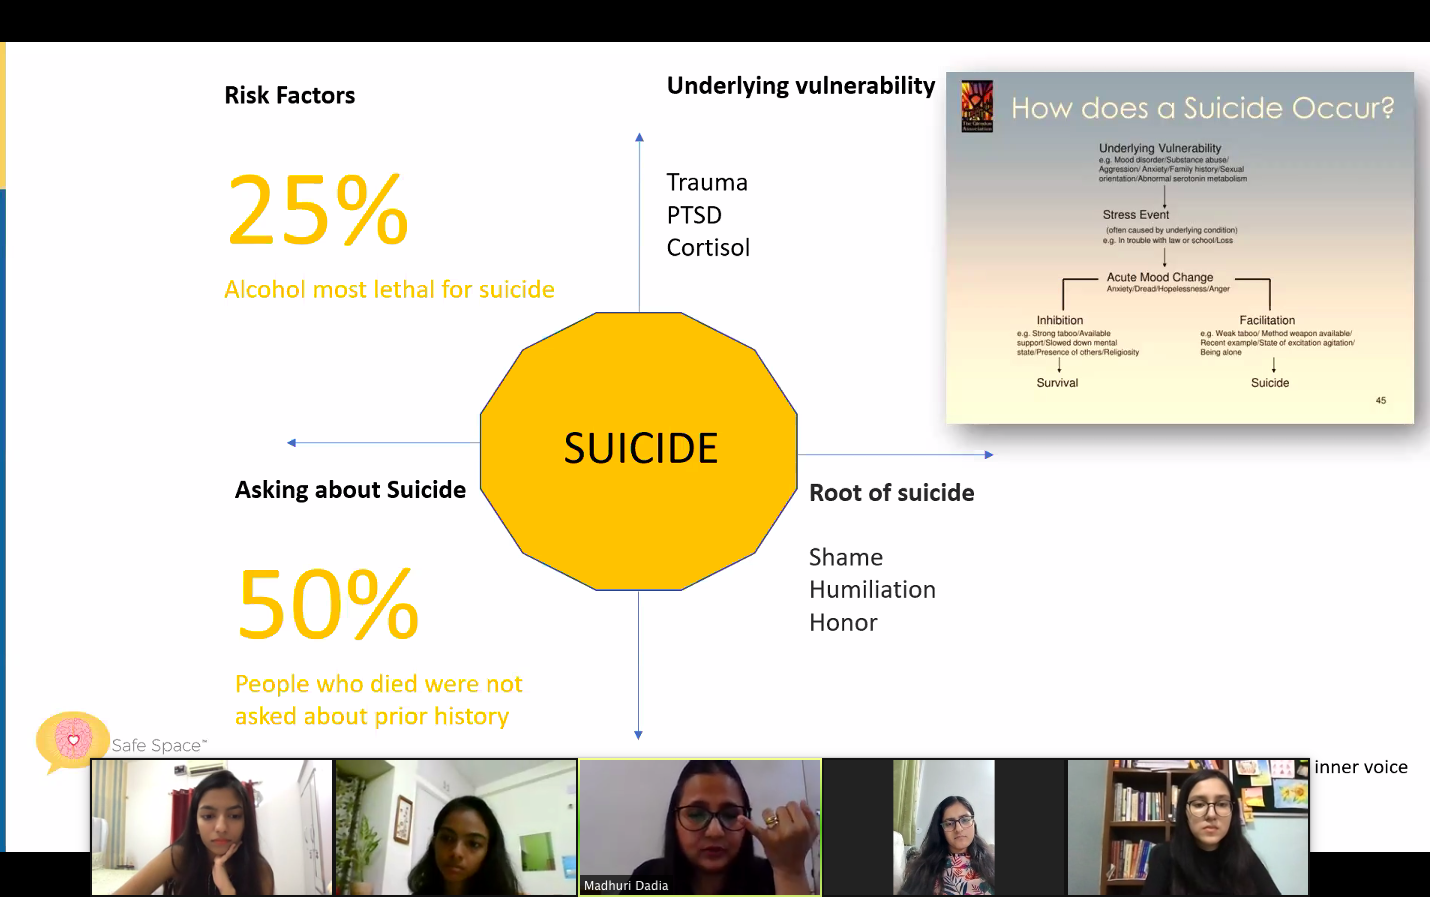 Risk Factors
25%
Alcohol most lethal for suicide
Underlying vulnerability
Trauma
PTSD
Cortisol
How does a Suicide Occur?
Underlying Vulnerability
e.g. Mood disorder/Substance abuse/
Aggression/ Anxiety/Family history/Sexual
orientation/Abnormal serotonin metabolism
Stress Event
(often caused by underlying condition)
e.g. In trouble with law or school/Loss
Acute Mood Change
Anxiety/Dread/Hopelessness/Anger
Inhibition
e.g. Strong taboo/Available
support/Slowed down mental
state/Presence of others/Religiosity
Survival
Facilitation
e.g. Weak taboo/ Method weapon available/
Recent example/State of excitation agitation/
Being alone
Suicide
45
SUICIDE
Asking about Suicide
50%
People who died were not
asked about prior history
Root of suicide
Shame
Humiliation
Honor
Safe Space™
inner voice
Madhuri Dadia